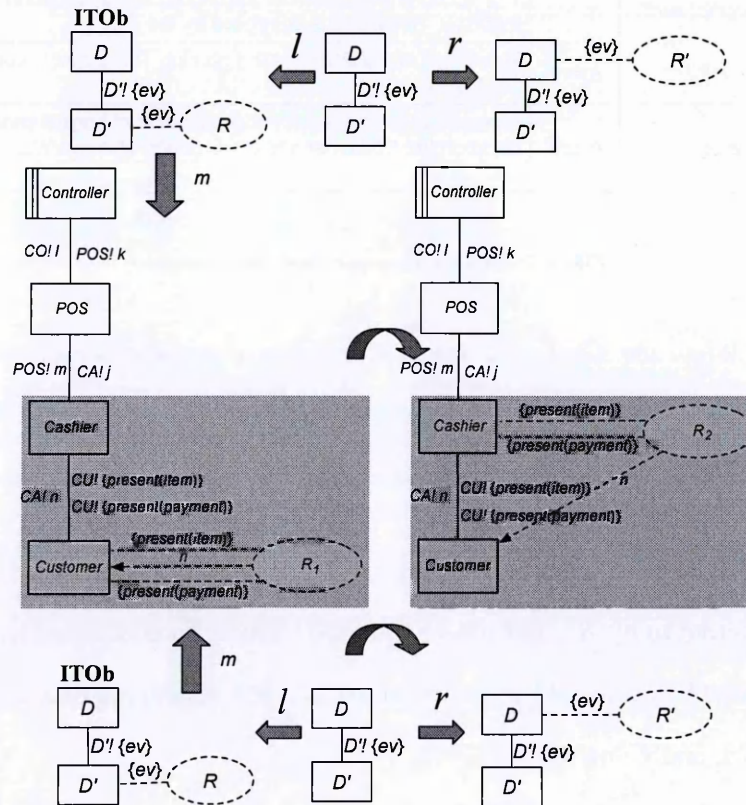 ITOb
D
D'! {ev}
{ev}
D'
R
l
D
D'! {ev}
D'
r
D
{ev}
R'
D'! {ev}
D'
m
Controller
CO! l
POS! k
POS
POS! m
CA! j
Cashier
CA! n
CU! {present(item)}
CU! {present(payment)}
{present(item)}
Customer
n
R1
{present(payment)}
Controller
CO! l
POS! k
POS
POS! m
CA! j
Cashier
{present(item)}
{present(payment)}
R2
n
CA! n
CU! {present(item)}
CU! {present(payment)}
Customer
m
ITOb
D
D'! {ev}
{ev}
D'
R
l
D
D'! {ev}
D'
r
D
{ev}
R'
D'! {ev}
D'